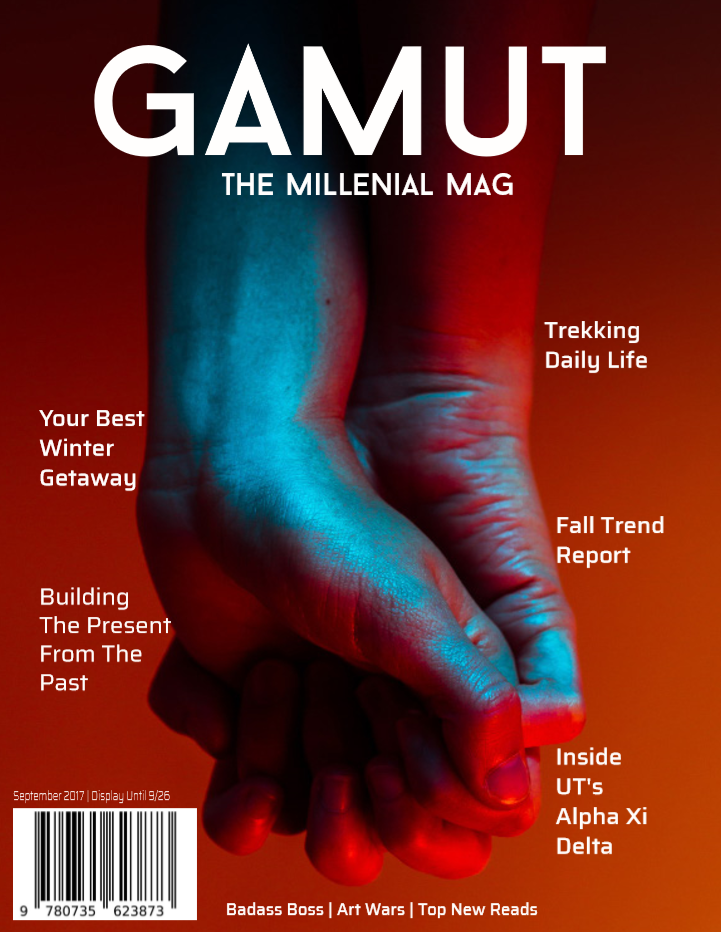 GAMUT
THE MILLENIAL MAG
Trekking
Daily Life
Your Best
Winter
Getaway
Fall Trend
Report
Building
The Present
From The
Past
Inside
UT's
Alpha Xi
Delta
September 2017 | Display Until 9/26
9 780735 623873
Badass Boss | Art Wars | Top New Reads